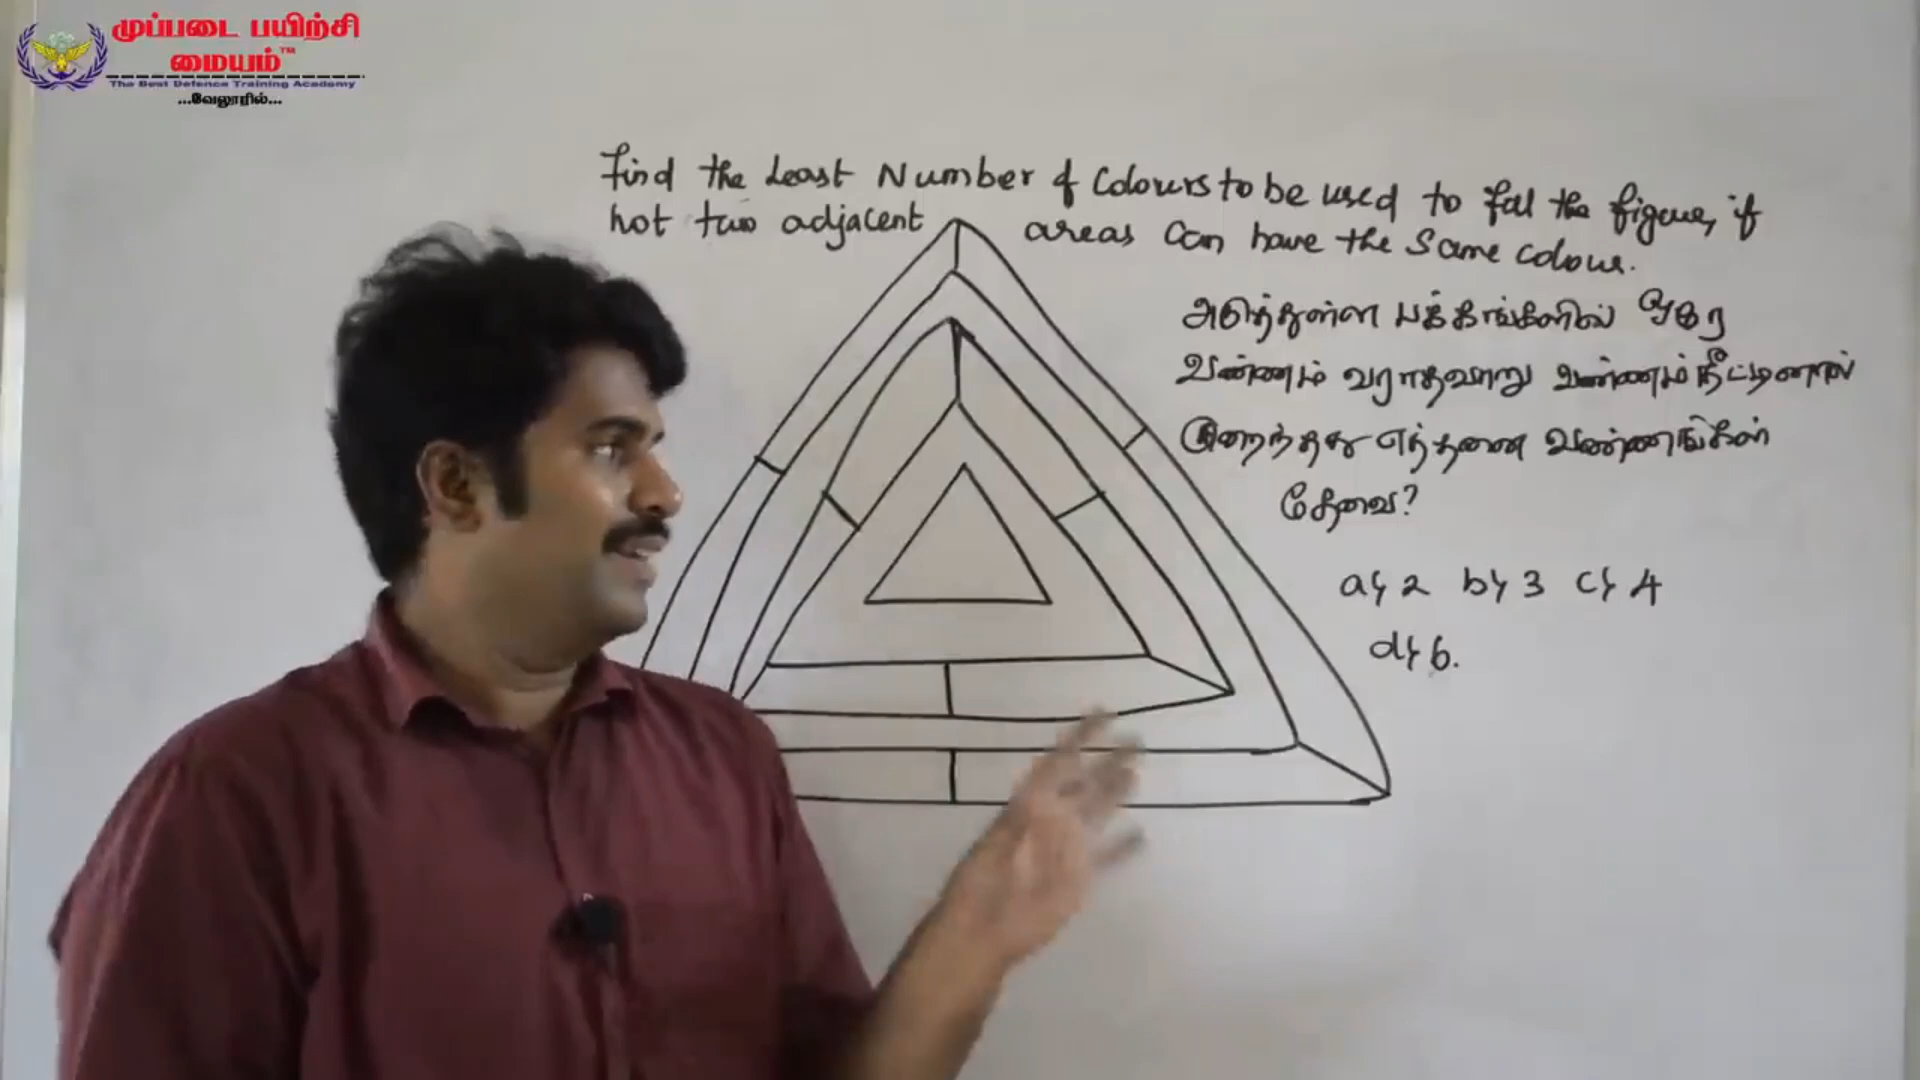 முப்படை பயிற்சி
மையம்™
The Best Defence Training Academy
...வேலூரில்...
Find the Least Number of Colours to be used to fill the figure, if
not two adjacent areas can have the same colour.
அடுத்துள்ள பக்கங்களில் ஒரே
வண்ணம் வராதவாறு வண்ணம் தீட்டினால்
குறைந்தது எத்தனை வண்ணங்கள்
தேவை?
a) 2 b) 3 c) 4
d) 6.